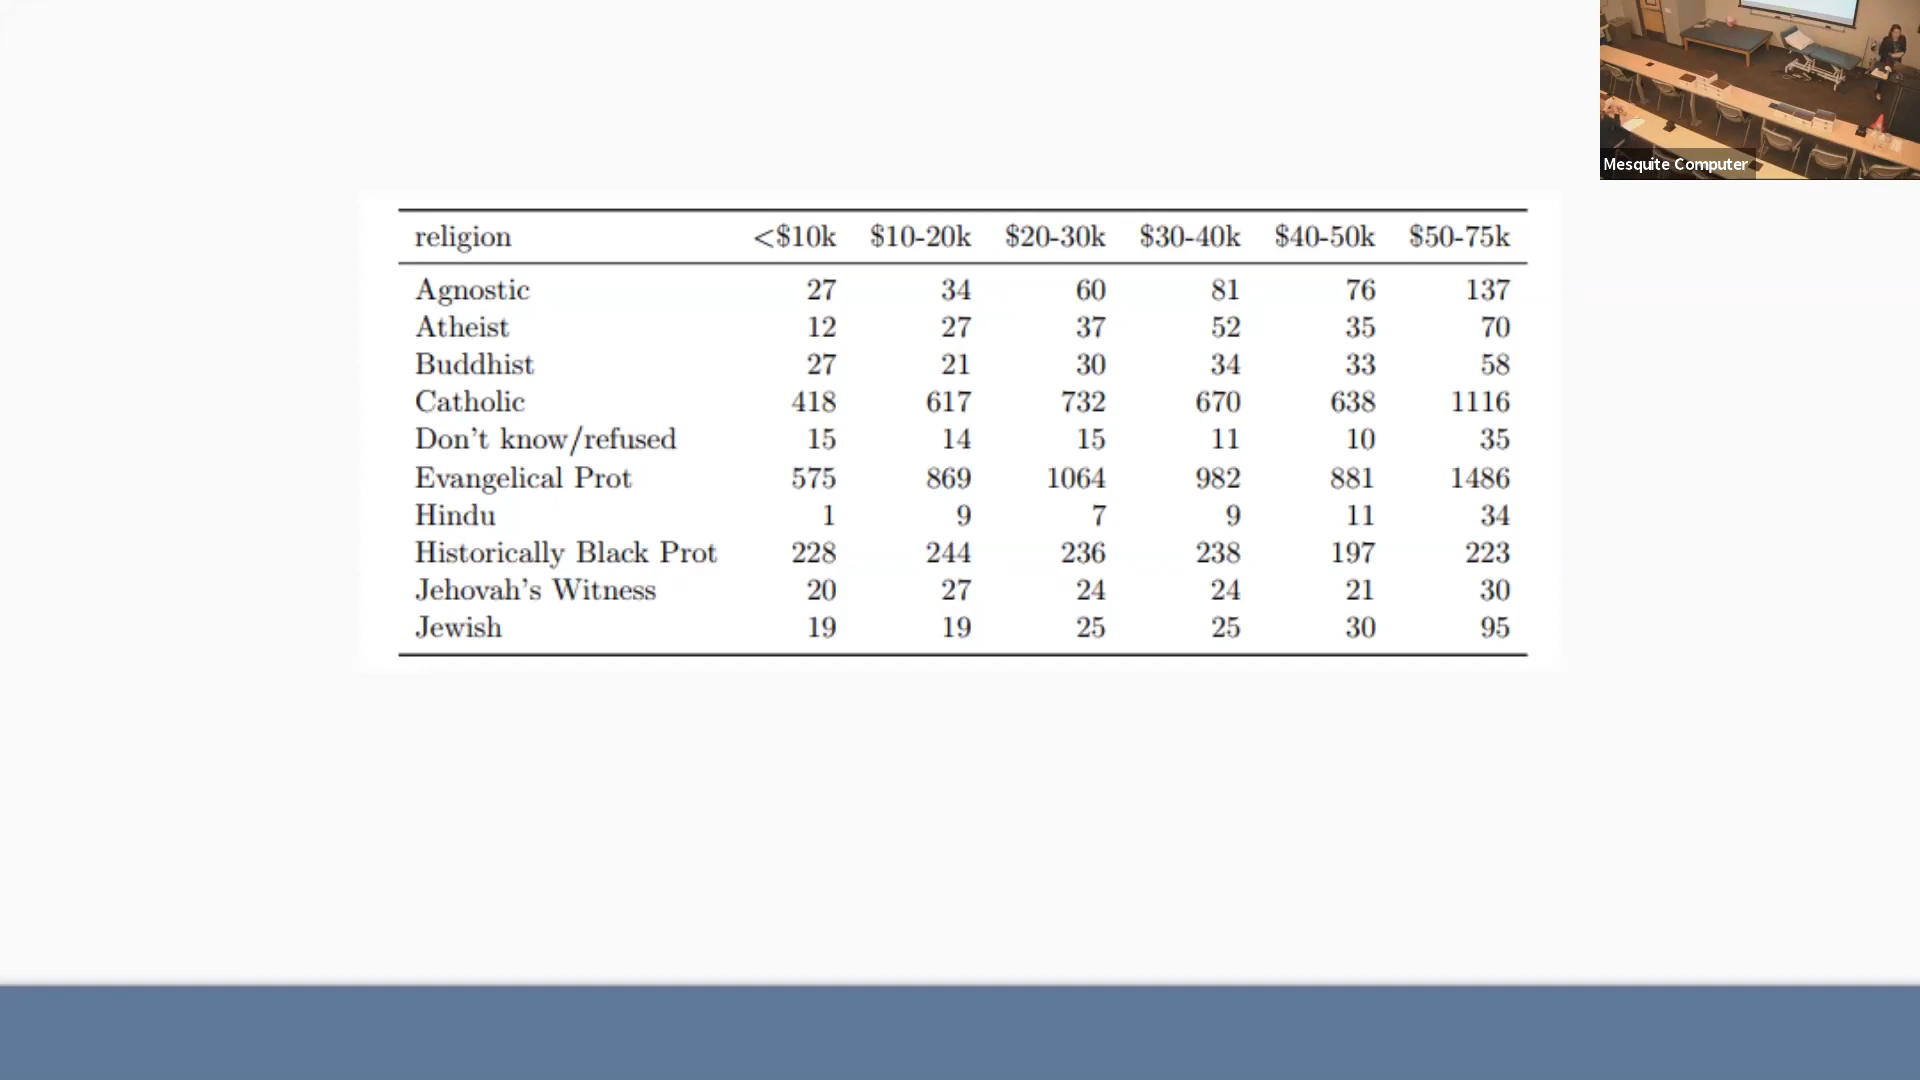 Mesquite Computer
religion <$10k $10-20k $20-30k $30-40k $40-50k $50-75k
Agnostic 27 34 60 81 76 137
Atheist 12 27 37 52 35 70
Buddhist 27 21 30 34 33 58
Catholic 418 617 732 670 638 1116
Don't know/refused 15 14 15 11 10 35
Evangelical Prot 575 869 1064 982 881 1486
Hindu 1 9 7 9 11 34
Historically Black Prot 228 244 236 238 197 223
Jehovah's Witness 20 27 24 24 21 30
Jewish 19 19 25 25 30 95